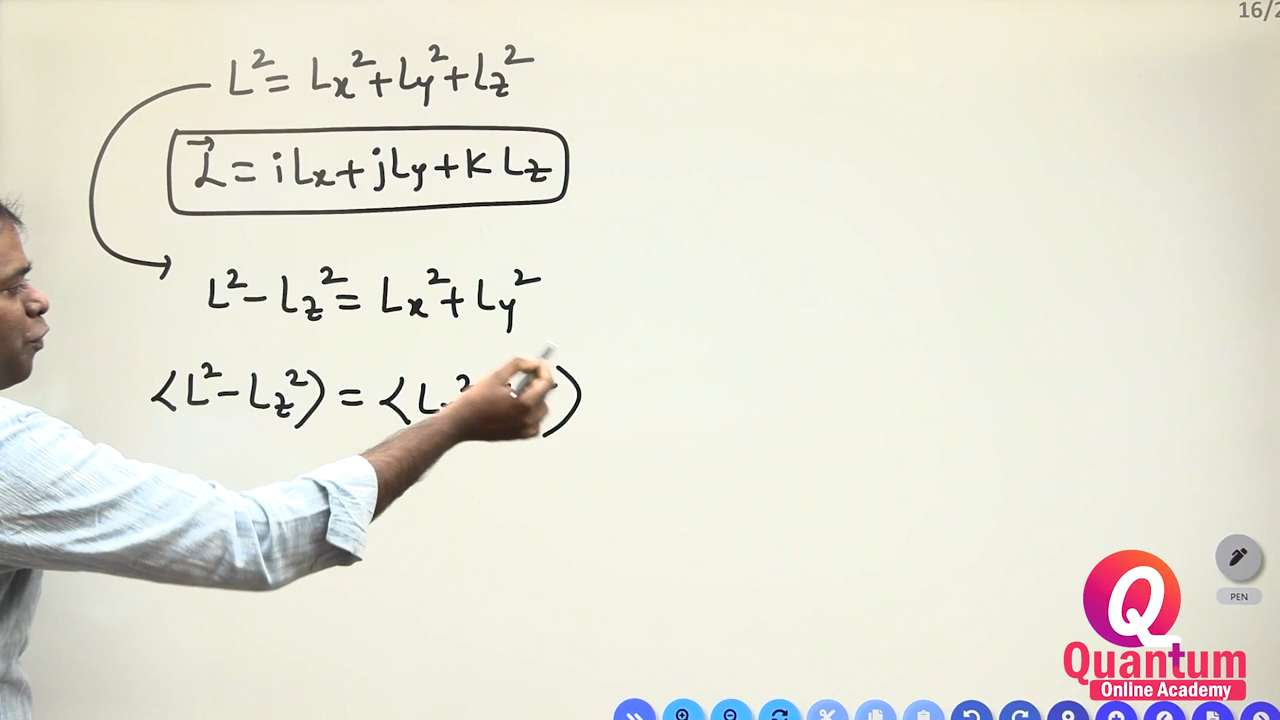 16/2
L² = Lx² + Ly² + Lz²
L⃗ = iLx + jLy + kLz
L² - Lz² = Lx² + Ly²
⟨L² - Lz²⟩ = ⟨L ² ⟩
PEN
Quantum
Online Academy